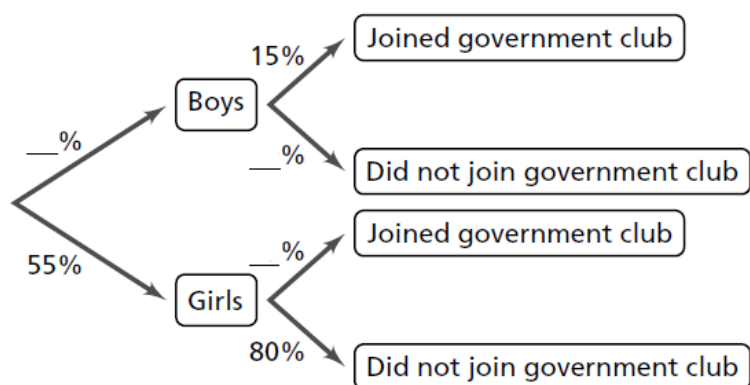 Joined government club
15%
Boys
__%
__%
Did not join government club
Joined government club
__%
55%
Girls
80%
Did not join government club